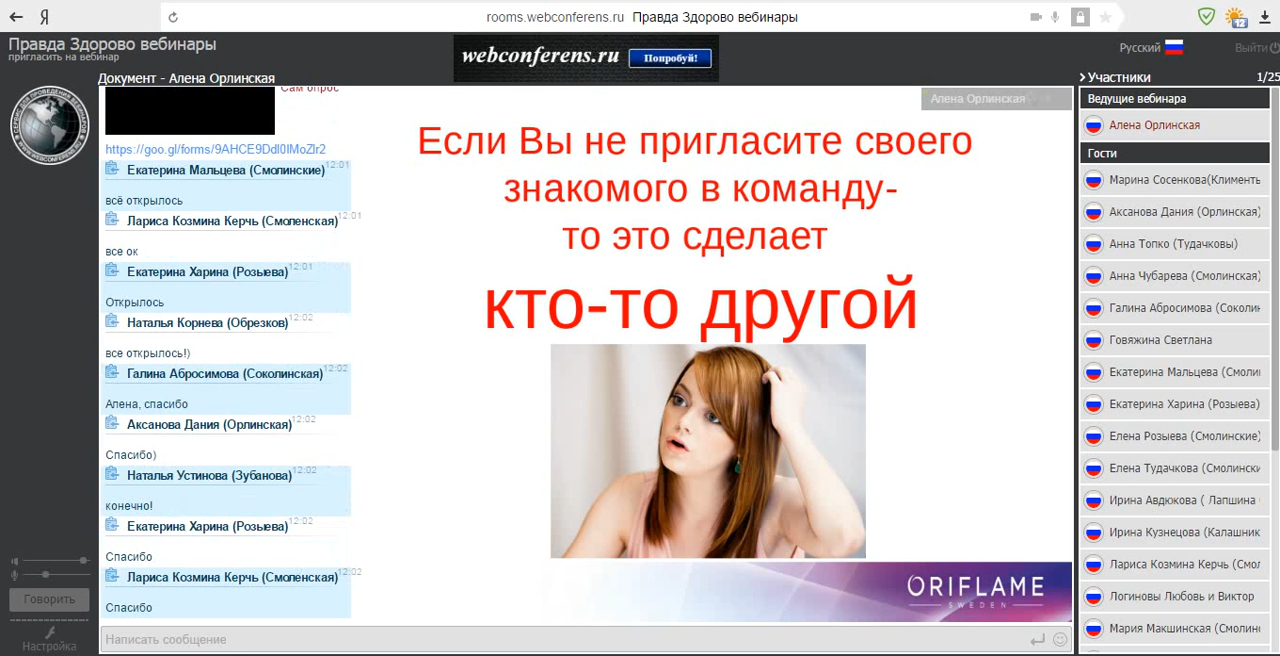 rooms.webconferens.ru Правда Здорово вебинары
12
Правда Здорово вебинары
пригласить на вебинар
webconferens.ru Попробуй!
Русский
Выйти
Документ - Алена Орлинская
Участники 1/25
Сам опрос
https://goo.gl/forms/9AHCE9Ddl0IMoZlr2
Екатерина Мальцева (Смолинские) 12:01
всё открылось
Лариса Козмина Керчь (Смоленская) 12:01
все ок
Екатерина Харина (Розыева) 12:01
Открылось
Наталья Корнева (Обрезков) 12:02
все открылось!)
Галина Абросимова (Соколинская) 12:02
Алена, спасибо
Аксанова Дания (Орлинская) 12:02
Спасибо)
Наталья Устинова (Зубанова) 12:02
конечно!
Екатерина Харина (Розыева) 12:02
Спасибо
Лариса Козмина Керчь (Смоленская) 12:02
Спасибо
Написать сообщение
Говорить
Настройка
Алена Орлинская
Если Вы не пригласите своего
знакомого в команду-
то это сделает
кто-то другой
ORIFLAME
SWEDEN
Ведущие вебинара
Алена Орлинская
Гости
Марина Сосенкова(Клименть
Аксанова Дания (Орлинская)
Анна Топко (Тудачковы)
Анна Чубарева (Смолинская)
Галина Абросимова (Соколин
Говяжина Светлана
Екатерина Мальцева (Смолин
Екатерина Харина (Розыева)
Елена Розыева (Смолинские)
Елена Тудачкова (Смолински
Ирина Авдюкова ( Лапшина
Ирина Кузнецова (Калашник
Лариса Козмина Керчь (Смол
Логиновы Любовь и Виктор
Мария Макшинская (Смолинс